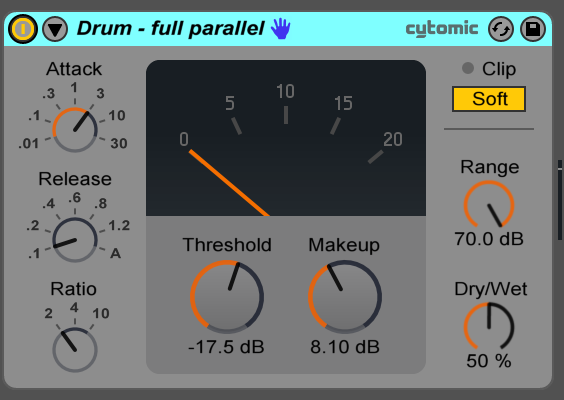 Drum - full parallel
cytomic
Attack
.01 .1 .3 1 3 10 30
Release
.1 .2 .4 .6 .8 1.2 A
Ratio
2 4 10
0 5 10 15 20
Threshold
-17.5 dB
Makeup
8.10 dB
Clip
Soft
Range
70.0 dB
Dry/Wet
50 %